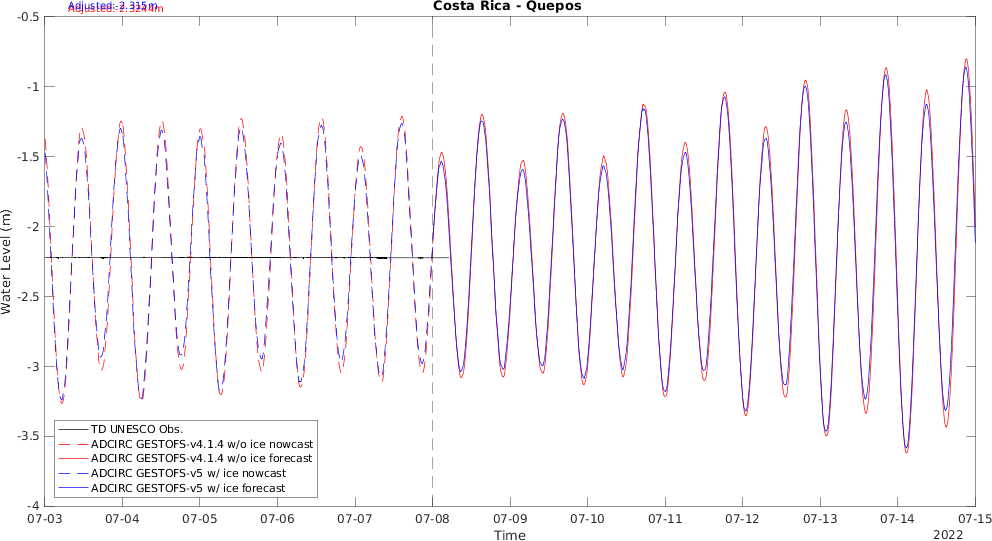 Costa Rica - Quepos
Adjusted:-2.315m
Adjusted:-2.3244m
-0.5
-1
-1.5
-2
-2.5
-3
-3.5
-4
Water Level (m)
TD UNESCO Obs.
ADCIRC GESTOFS-v4.1.4 w/o ice nowcast
ADCIRC GESTOFS-v4.1.4 w/o ice forecast
ADCIRC GESTOFS-v5 w/ ice nowcast
ADCIRC GESTOFS-v5 w/ ice forecast
07-03 07-04 07-05 07-06 07-07 07-08 07-09 07-10 07-11 07-12 07-13 07-14 07-15
Time
2022